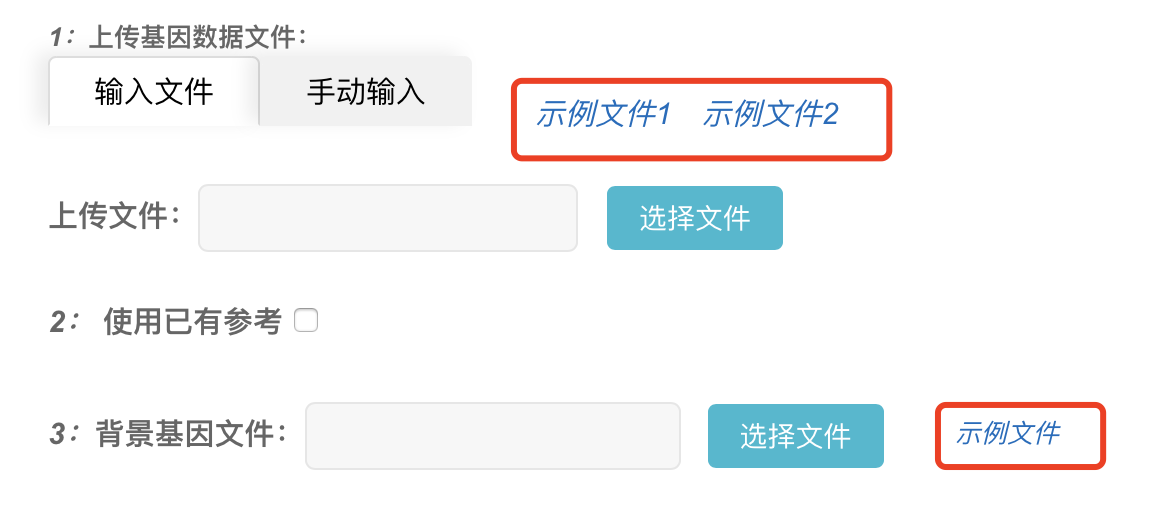 1：上传基因数据文件：
输入文件 手动输入 示例文件1 示例文件2
上传文件： 选择文件
2： 使用已有参考
3：背景基因文件： 选择文件 示例文件